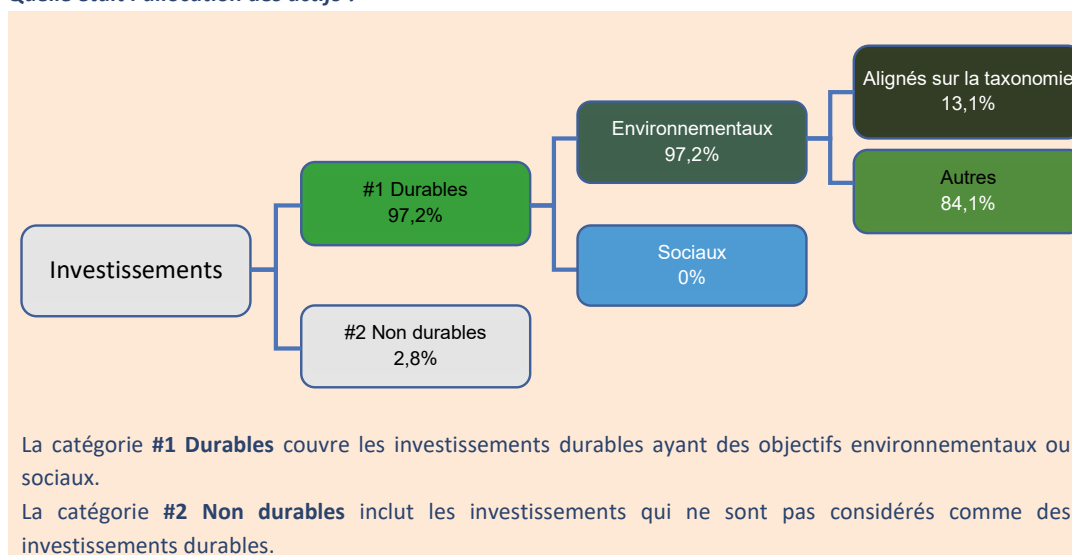 Quelle était l'allocation des actifs ?
Alignés sur la taxonomie
13,1%
Environnementaux
97,2%
Autres
84,1%
#1 Durables
97,2%
Sociaux
0%
Investissements
#2 Non durables
2,8%
La catégorie #1 Durables couvre les investissements durables ayant des objectifs environnementaux ou
sociaux.
La catégorie #2 Non durables inclut les investissements qui ne sont pas considérés comme des
investissements durables.